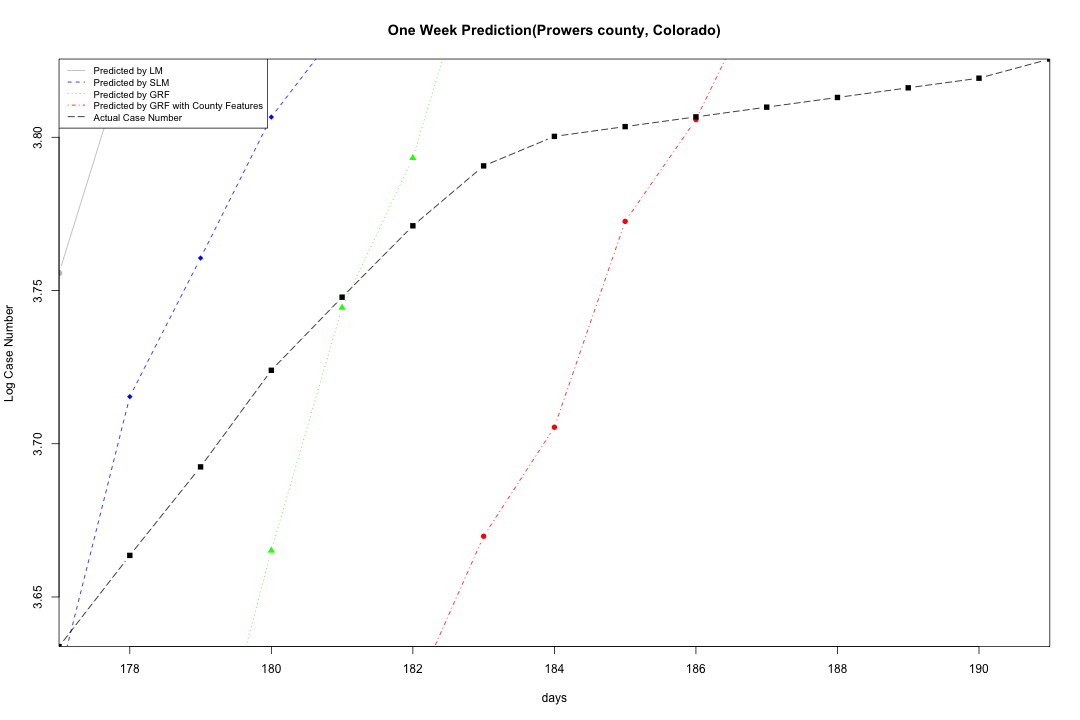 One Week Prediction(Prowers county, Colorado)
Predicted by LM
Predicted by SLM
Predicted by GRF
Predicted by GRF with County Features
Actual Case Number
3.80
3.75
3.70
3.65
Log Case Number
178 180 182 184 186 188 190
days